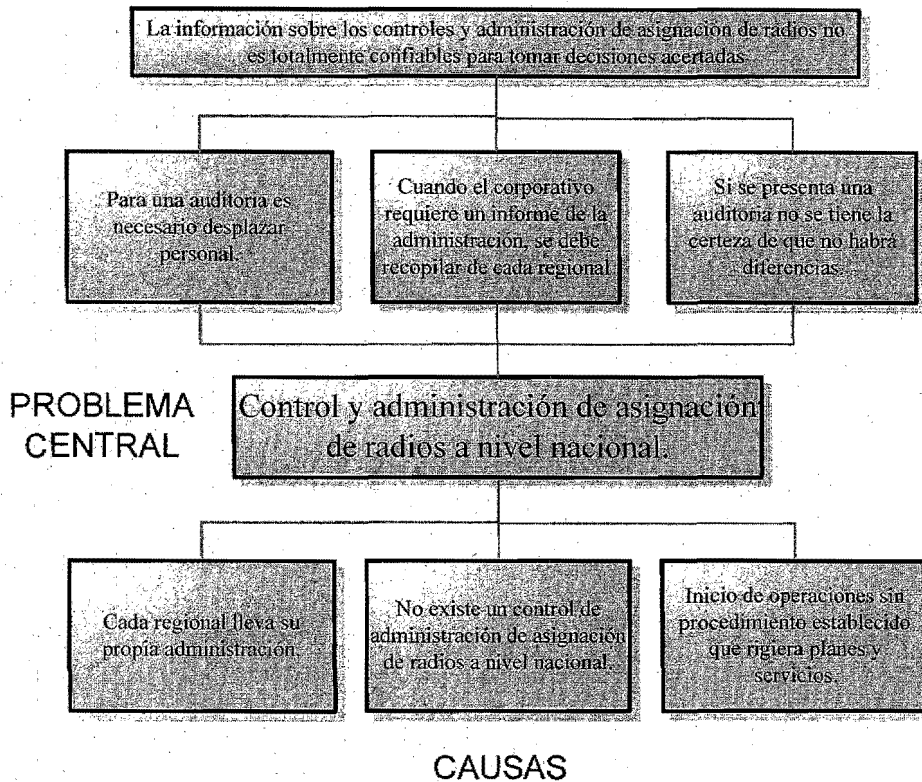 La información sobre los controles y administración de asignación de radios no
es totalmente confiables para tomar decisiones acertadas
Para una auditoria es
necesario desplazar
personal.
Cuando el corporativo
requiere un informe de la
administración, se debe
recopilar de cada regional
Si se presenta una
auditoria no se tiene la
certeza de que no habrá
diferencias.
PROBLEMA
CENTRAL
Control y administración de asignación
de radios a nivel nacional.
Cada regional lleva su
propia administración.
No existe un control de
administración de asignación
de radios a nivel nacional.
Inicio de operaciones sin
procedimiento establecido
que rigiera planes y
servicios.
CAUSAS